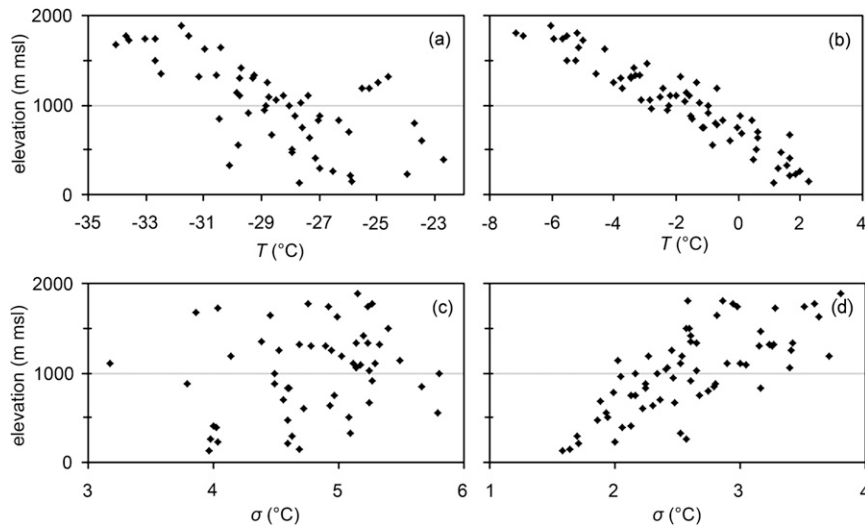 2000
(a)
(b)
elevation (m msl)
1000
0
-35 -33 -31 -29 -27 -25 -23
-8 -6 -4 -2 0 2 4
T (°C)
T (°C)
2000
(c)
(d)
elevation (m msl)
1000
0
3 4 5 6
1 2 3 4
σ (°C)
σ (°C)